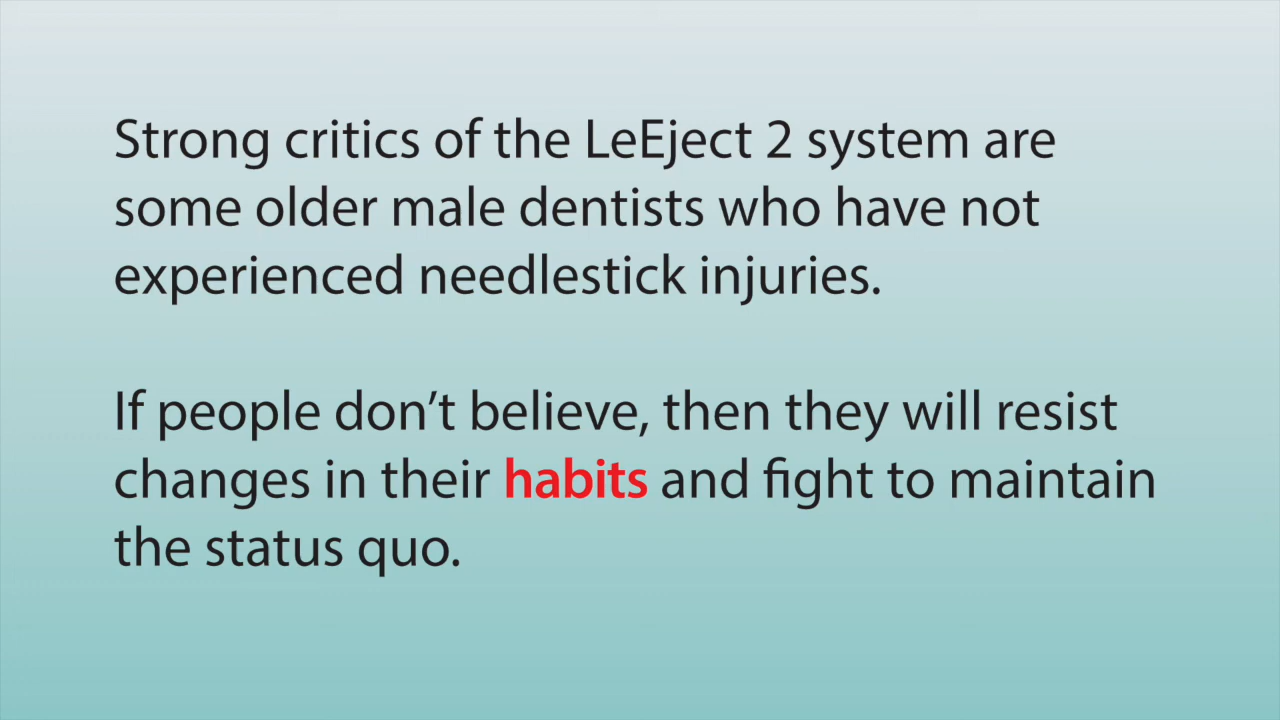 Strong critics of the LeEject 2 system are
some older male dentists who have not
experienced needlestick injuries.
If people don’t believe, then they will resist
changes in their habits and fight to maintain
the status quo.